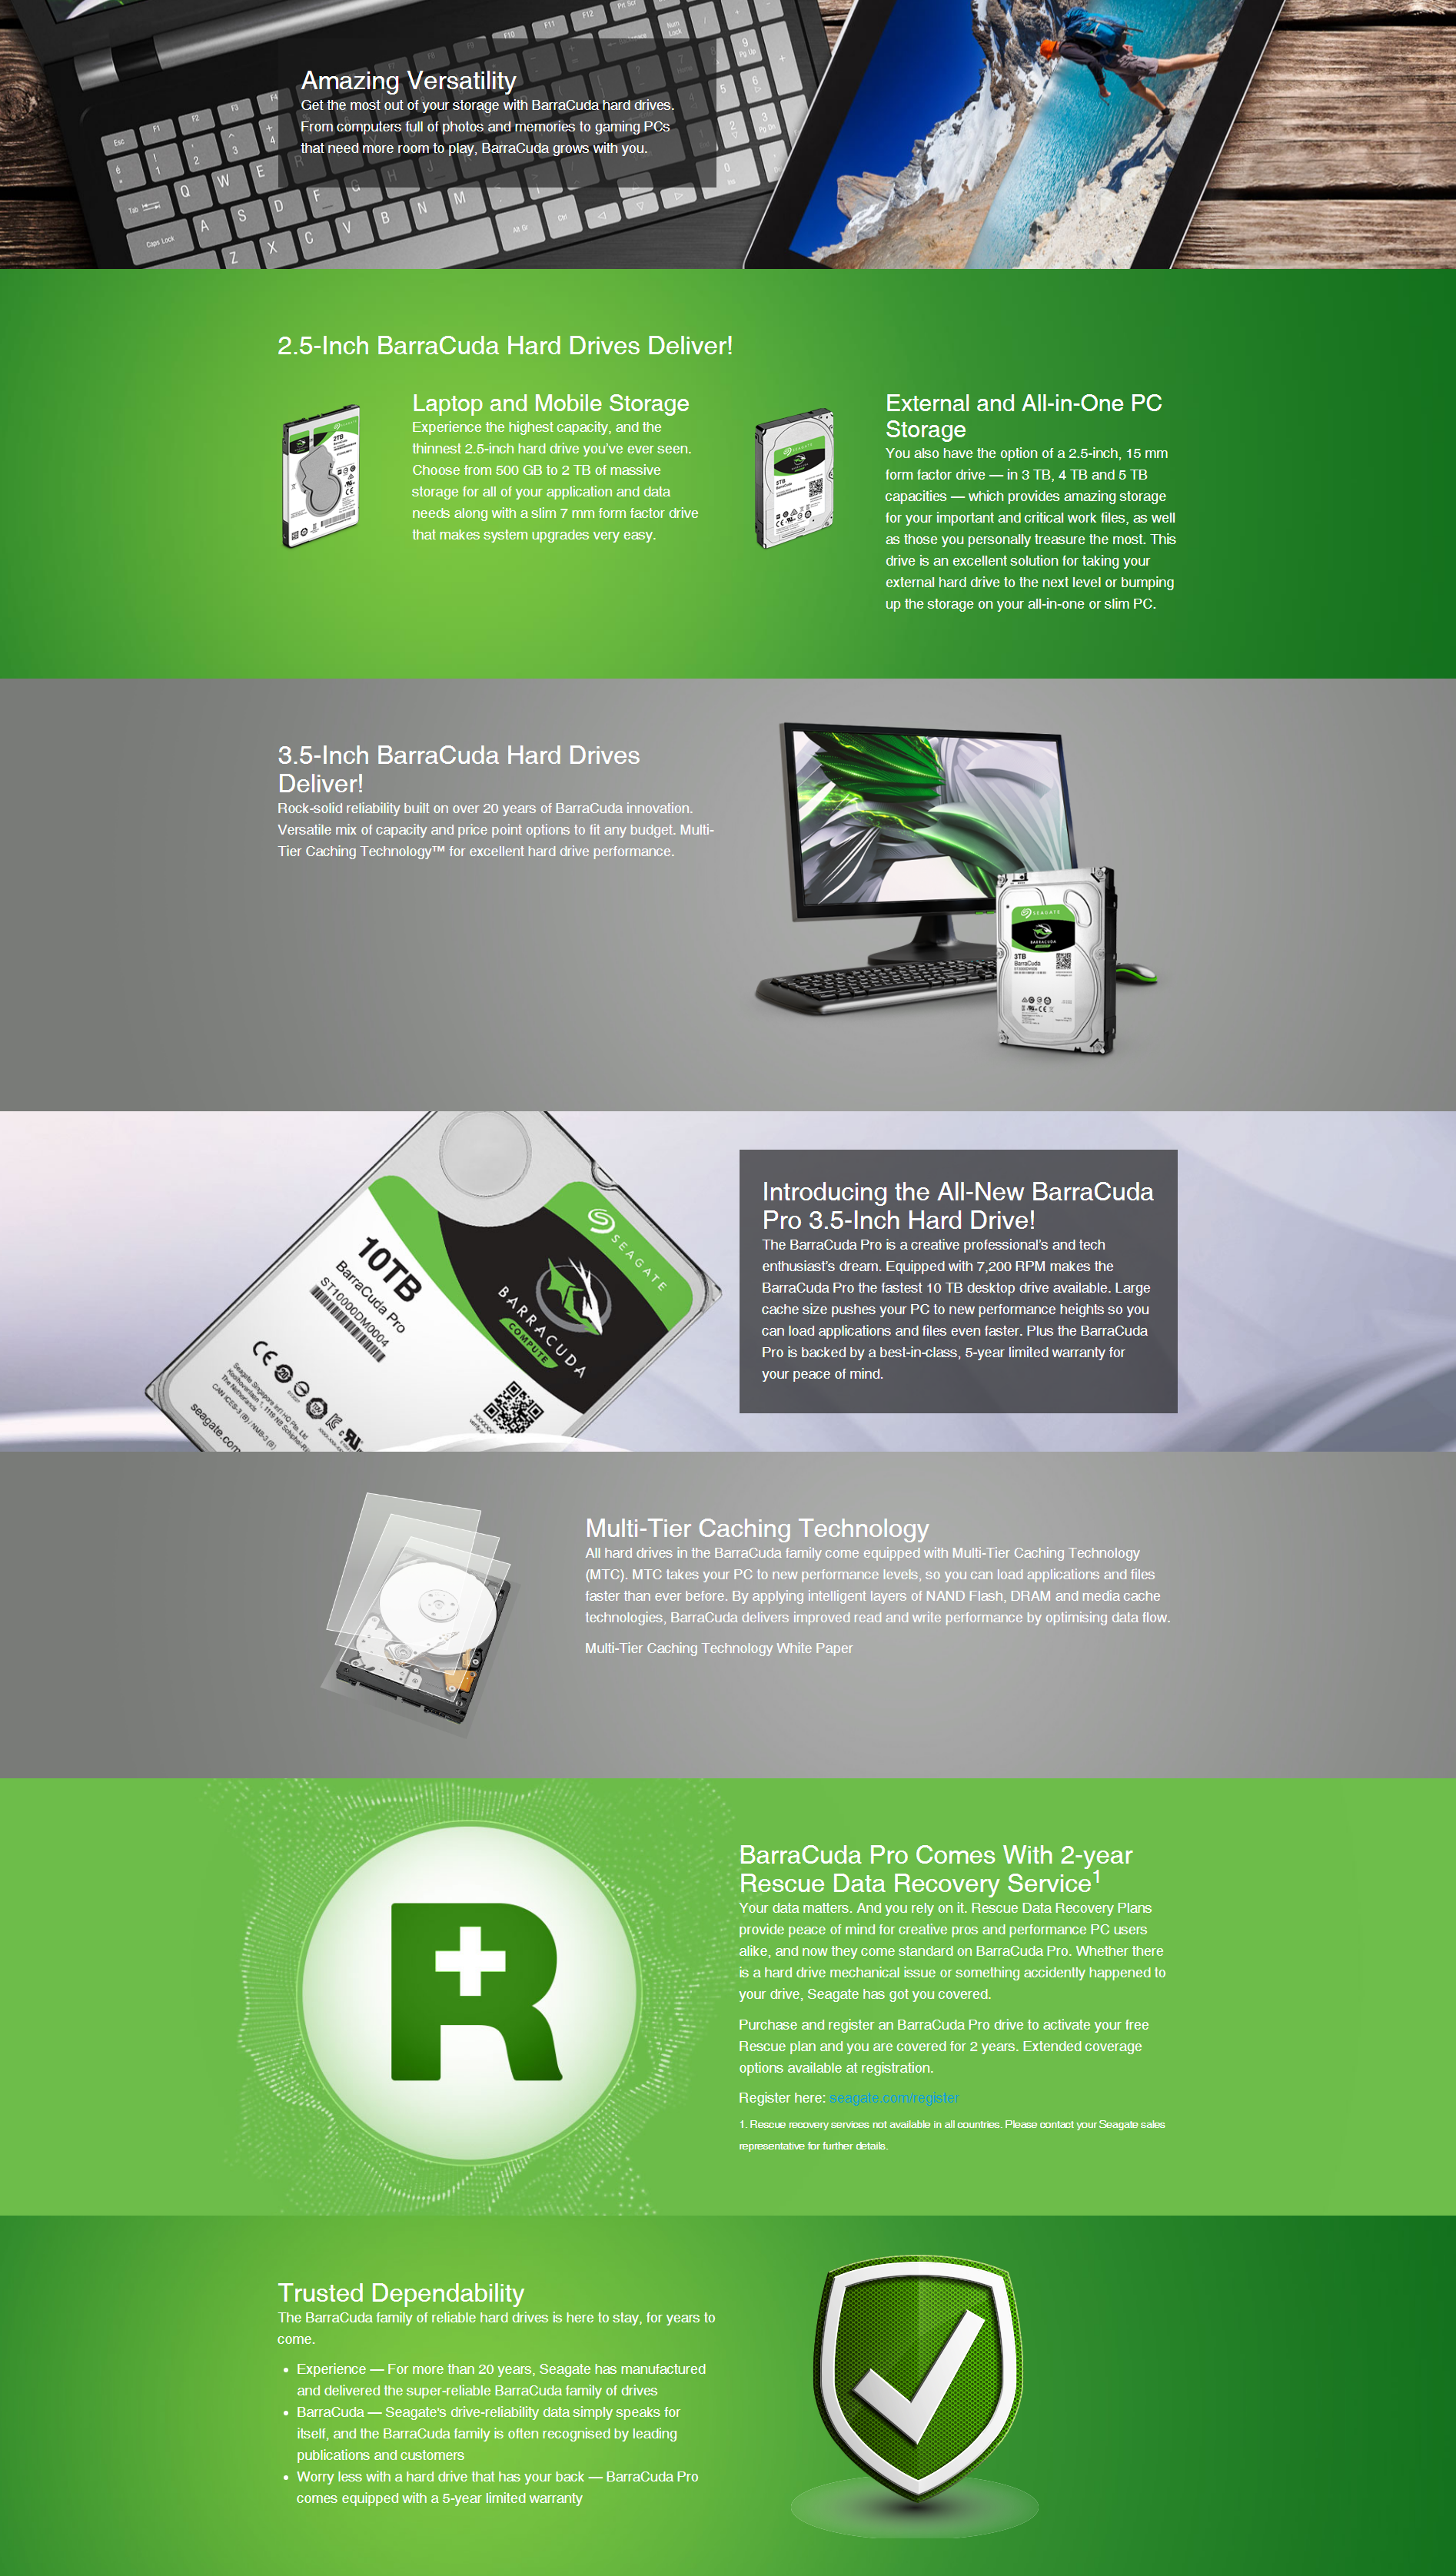 Amazing Versatility
Get the most out of your storage with BarraCuda hard drives.
From computers full of photos and memories to gaming PCs
that need more room to play, BarraCuda grows with you.
2.5-Inch BarraCuda Hard Drives Deliver!
Laptop and Mobile Storage
Experience the highest capacity, and the
thinnest 2.5-inch hard drive you've ever seen.
Choose from 500 GB to 2 TB of massive
storage for all of your application and data
needs along with a slim 7 mm form factor drive
that makes system upgrades very easy.
External and All-in-One PC
Storage
You also have the option of a 2.5-inch, 15 mm
form factor drive — in 3 TB, 4 TB and 5 TB
capacities — which provides amazing storage
for your important and critical work files, as well
as those you personally treasure the most. This
drive is an excellent solution for taking your
external hard drive to the next level or bumping
up the storage on your all-in-one or slim PC.
3.5-Inch BarraCuda Hard Drives
Deliver!
Rock-solid reliability built on over 20 years of BarraCuda innovation.
Versatile mix of capacity and price point options to fit any budget. Multi-
Tier Caching Technology™ for excellent hard drive performance.
SEAGATE
BARRACUDA
3TB
BarraCuda
SEAGATE
BARRACUDA
COMPUTE
10TB
BarraCuda Pro
ST10000DM0004
seagate.com
Introducing the All-New BarraCuda
Pro 3.5-Inch Hard Drive!
The BarraCuda Pro is a creative professional's and tech
enthusiast's dream. Equipped with 7,200 RPM makes the
BarraCuda Pro the fastest 10 TB desktop drive available. Large
cache size pushes your PC to new performance heights so you
can load applications and files even faster. Plus the BarraCuda
Pro is backed by a best-in-class, 5-year limited warranty for
your peace of mind.
Multi-Tier Caching Technology
All hard drives in the BarraCuda family come equipped with Multi-Tier Caching Technology
(MTC). MTC takes your PC to new performance levels, so you can load applications and files
faster than ever before. By applying intelligent layers of NAND Flash, DRAM and media cache
technologies, BarraCuda delivers improved read and write performance by optimising data flow.
Multi-Tier Caching Technology White Paper
R
BarraCuda Pro Comes With 2-year
Rescue Data Recovery Service1
Your data matters. And you rely on it. Rescue Data Recovery Plans
provide peace of mind for creative pros and performance PC users
alike, and now they come standard on BarraCuda Pro. Whether there
is a hard drive mechanical issue or something accidently happened to
your drive, Seagate has got you covered.
Purchase and register an BarraCuda Pro drive to activate your free
Rescue plan and you are covered for 2 years. Extended coverage
options available at registration.
Register here: seagate.com/register
1. Rescue recovery services not available in all countries. Please contact your Seagate sales
representative for further details.
Trusted Dependability
The BarraCuda family of reliable hard drives is here to stay, for years to
come.
• Experience — For more than 20 years, Seagate has manufactured
and delivered the super-reliable BarraCuda family of drives
• BarraCuda — Seagate's drive-reliability data simply speaks for
itself, and the BarraCuda family is often recognised by leading
publications and customers
• Worry less with a hard drive that has your back — BarraCuda Pro
comes equipped with a 5-year limited warranty